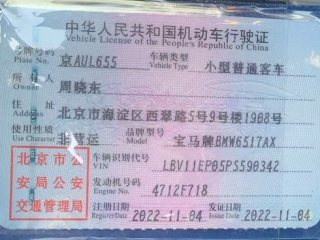 中华人民共和国机动车行驶证
Vehicle License of the People's Republic of China
号牌号码 京AUL655 车辆类型 小型普通客车
Plate No. Vehicle Type
所有人 周晓东
Owner
住址 北京市海淀区西翠路5号9号楼1908号
Address
使用性质 非营运 品牌型号 宝马牌BMW6517AX
Use Character Model
北京市公 车辆识别代号 LBV11EP05PS590342
VIN
安局公安 发动机号码 4712F718
Engine No.
交通管理局 注册日期 2022-11-04 发证日期 2022-11-04
Register Date Issue Date